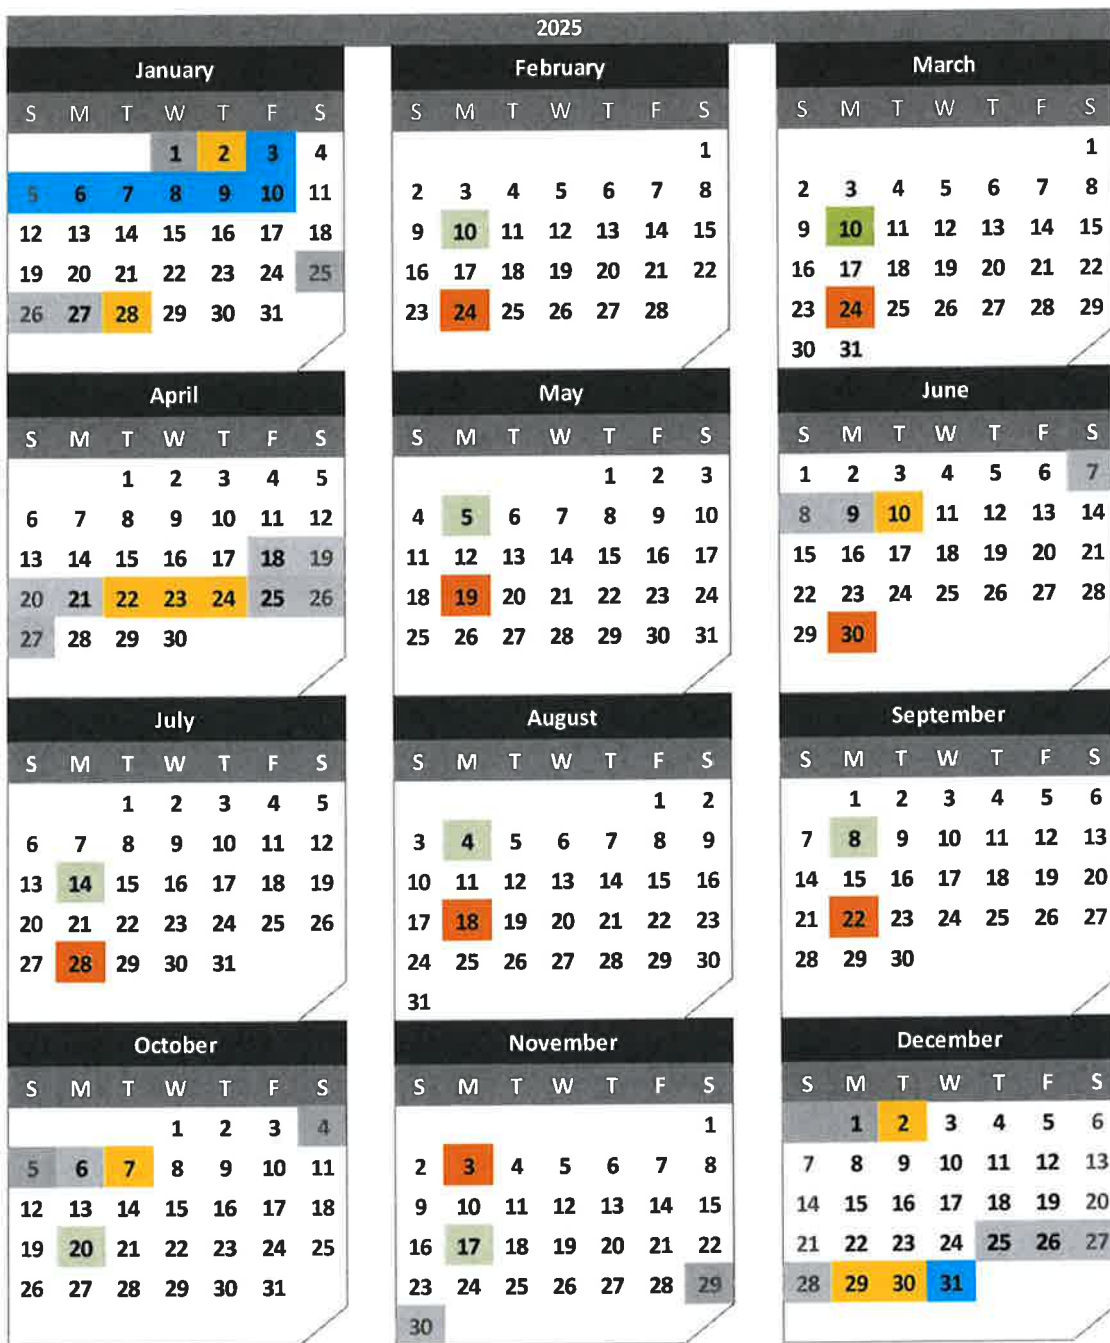 2025
January
S M T W T F S
1 2 3 4
5 6 7 8 9 10 11
12 13 14 15 16 17 18
19 20 21 22 23 24 25
26 27 28 29 30 31
February
S M T W T F S
1
2 3 4 5 6 7 8
9 10 11 12 13 14 15
16 17 18 19 20 21 22
23 24 25 26 27 28
March
S M T W T F S
1
2 3 4 5 6 7 8
9 10 11 12 13 14 15
16 17 18 19 20 21 22
23 24 25 26 27 28 29
30 31
April
S M T W T F S
1 2 3 4 5
6 7 8 9 10 11 12
13 14 15 16 17 18 19
20 21 22 23 24 25 26
27 28 29 30
May
S M T W T F S
1 2 3
4 5 6 7 8 9 10
11 12 13 14 15 16 17
18 19 20 21 22 23 24
25 26 27 28 29 30 31
June
S M T W T F S
1 2 3 4 5 6 7
8 9 10 11 12 13 14
15 16 17 18 19 20 21
22 23 24 25 26 27 28
29 30
July
S M T W T F S
1 2 3 4 5
6 7 8 9 10 11 12
13 14 15 16 17 18 19
20 21 22 23 24 25 26
27 28 29 30 31
August
S M T W T F S
1 2
3 4 5 6 7 8 9
10 11 12 13 14 15 16
17 18 19 20 21 22 23
24 25 26 27 28 29 30
31
September
S M T W T F S
1 2 3 4 5 6
7 8 9 10 11 12 13
14 15 16 17 18 19 20
21 22 23 24 25 26 27
28 29 30
October
S M T W T F S
1 2 3 4
5 6 7 8 9 10 11
12 13 14 15 16 17 18
19 20 21 22 23 24 25
26 27 28 29 30 31
November
S M T W T F S
1
2 3 4 5 6 7 8
9 10 11 12 13 14 15
16 17 18 19 20 21 22
23 24 25 26 27 28 29
30
December
S M T W T F S
1 2 3 4 5 6
7 8 9 10 11 12 13
14 15 16 17 18 19 20
21 22 23 24 25 26 27
28 29 30 31